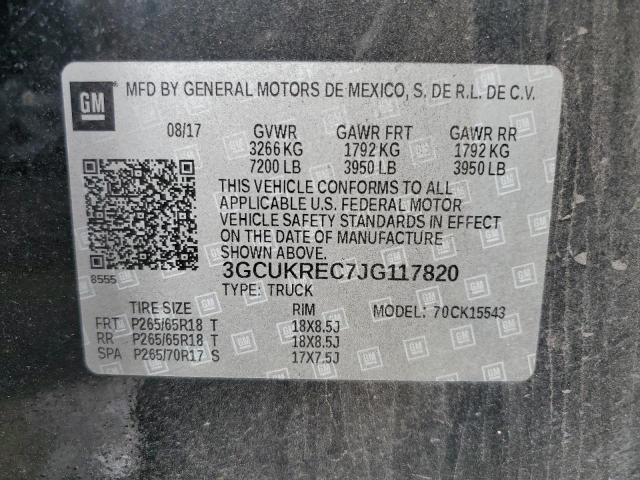 GM MFD BY GENERAL MOTORS DE MEXICO, S. DE R.L. DE C.V.
08/17 GVWR GAWR FRT GAWR RR
3266 KG 1792 KG 1792 KG
7200 LB 3950 LB 3950 LB
THIS VEHICLE CONFORMS TO ALL
APPLICABLE U.S. FEDERAL MOTOR
VEHICLE SAFETY STANDARDS IN EFFECT
ON THE DATE OF MANUFACTURE
SHOWN ABOVE.
8555 3GCUKREC7JG117820
TYPE: TRUCK
TIRE SIZE RIM MODEL: 70CK15543
FRT P265/65R18 T 18X8.5J
RR P265/65R18 T 18X8.5J
SPA P265/70R17 S 17X7.5J